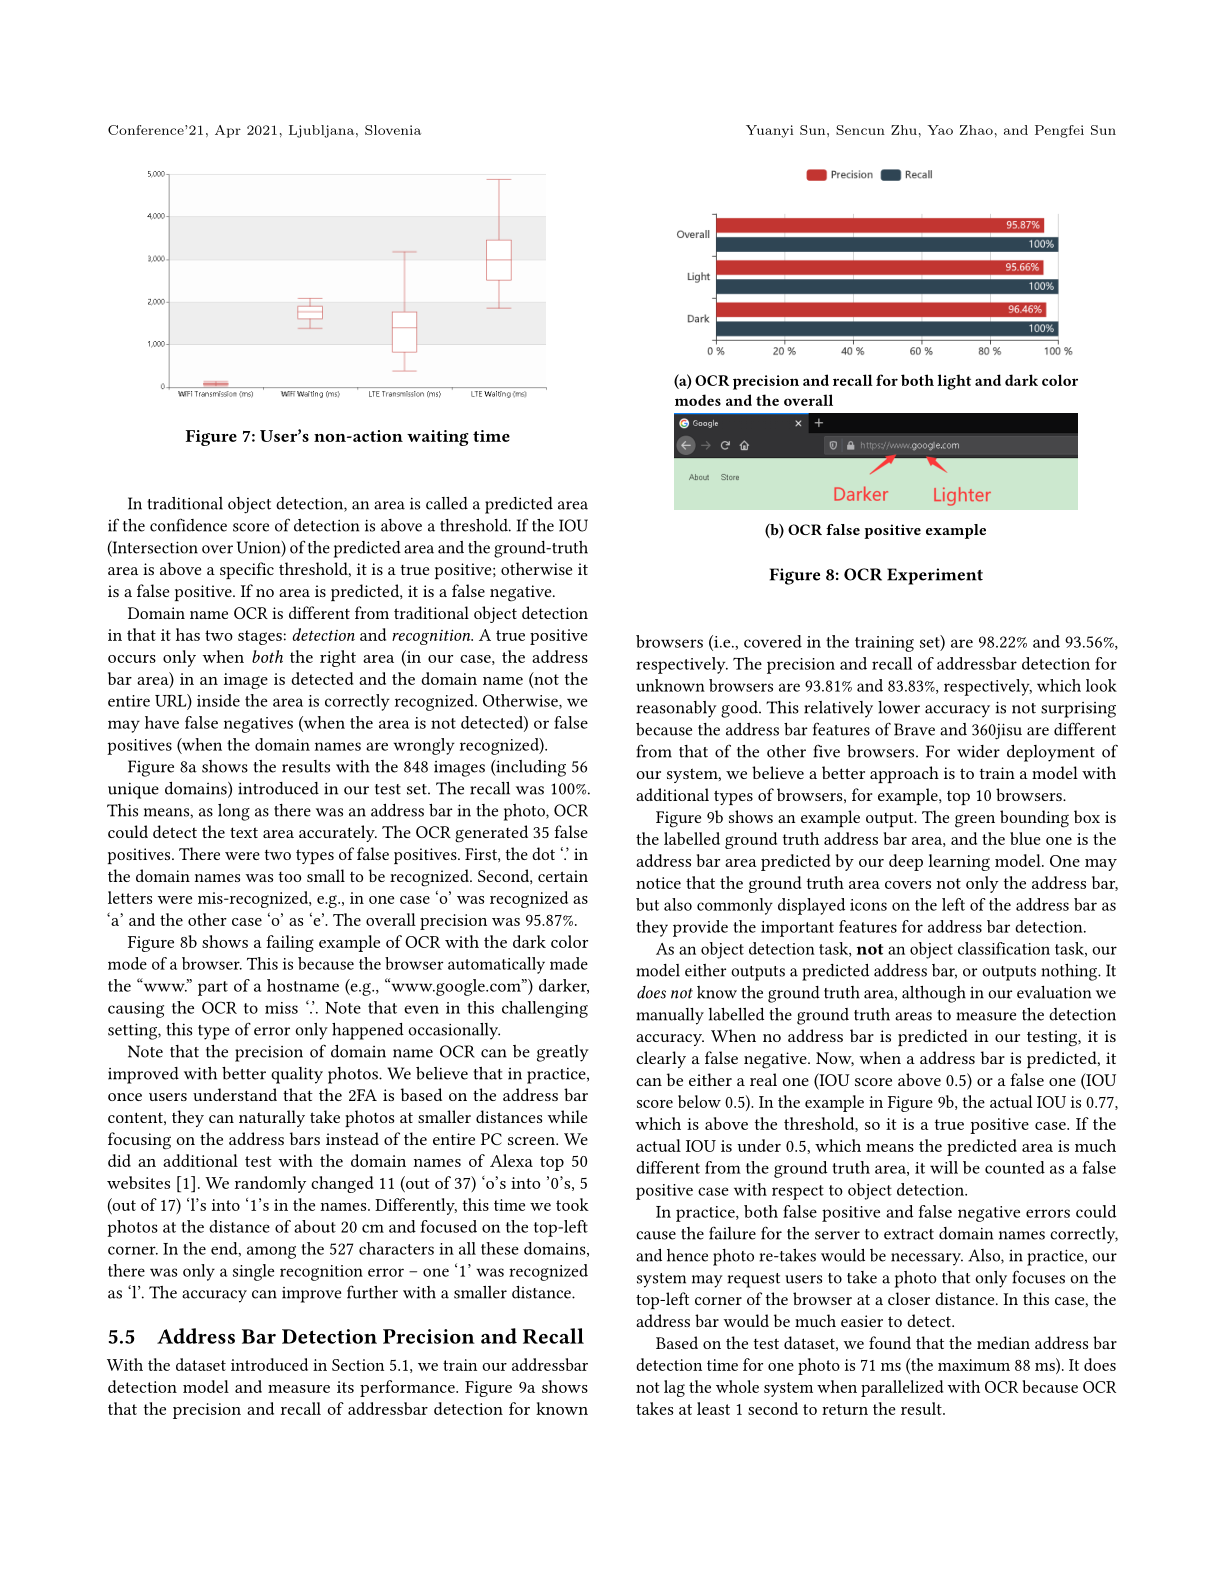 Conference'21, Apr 2021, Ljubljana, Slovenia
Yuanyi Sun, Sencun Zhu, Yao Zhao, and Pengfei Sun
5,000
4,000
3,000
2,000
1,000
0
WIFI Transmission (ms)
WIFI Waiting (ms)
LTE Transmission (ms)
LTE Waiting (ms)
Figure 7: User's non-action waiting time
In traditional object detection, an area is called a predicted area
if the confidence score of detection is above a threshold. If the IOU
(Intersection over Union) of the predicted area and the ground-truth
area is above a specific threshold, it is a true positive; otherwise it
is a false positive. If no area is predicted, it is a false negative.
Domain name OCR is different from traditional object detection
in that it has two stages: detection and recognition. A true positive
occurs only when both the right area (in our case, the address
bar area) in an image is detected and the domain name (not the
entire URL) inside the area is correctly recognized. Otherwise, we
may have false negatives (when the area is not detected) or false
positives (when the domain names are wrongly recognized).
Figure 8a shows the results with the 848 images (including 56
unique domains) introduced in our test set. The recall was 100%.
This means, as long as there was an address bar in the photo, OCR
could detect the text area accurately. The OCR generated 35 false
positives. There were two types of false positives. First, the dot '.' in
the domain names was too small to be recognized. Second, certain
letters were mis-recognized, e.g., in one case 'o' was recognized as
'a' and the other case 'o' as 'e'. The overall precision was 95.87%.
Figure 8b shows a failing example of OCR with the dark color
mode of a browser. This is because the browser automatically made
the "www." part of a hostname (e.g., "www.google.com") darker,
causing the OCR to miss '.'. Note that even in this challenging
setting, this type of error only happened occasionally.
Note that the precision of domain name OCR can be greatly
improved with better quality photos. We believe that in practice,
once users understand that the 2FA is based on the address bar
content, they can naturally take photos at smaller distances while
focusing on the address bars instead of the entire PC screen. We
did an additional test with the domain names of Alexa top 50
websites [1]. We randomly changed 11 (out of 37) 'o's into '0's, 5
(out of 17) 'l's into '1's in the names. Differently, this time we took
photos at the distance of about 20 cm and focused on the top-left
corner. In the end, among the 527 characters in all these domains,
there was only a single recognition error – one '1' was recognized
as 'l'. The accuracy can improve further with a smaller distance.
5.5 Address Bar Detection Precision and Recall
With the dataset introduced in Section 5.1, we train our addressbar
detection model and measure its performance. Figure 9a shows
that the precision and recall of addressbar detection for known
Precision Recall
Overall
95.87%
100%
Light
95.66%
100%
Dark
96.46%
100%
0 % 20 % 40 % 60 % 80 % 100 %
(a) OCR precision and recall for both light and dark color
modes and the overall
Google
https://www.google.com
About Store
Darker Lighter
(b) OCR false positive example
Figure 8: OCR Experiment
browsers (i.e., covered in the training set) are 98.22% and 93.56%,
respectively. The precision and recall of addressbar detection for
unknown browsers are 93.81% and 83.83%, respectively, which look
reasonably good. This relatively lower accuracy is not surprising
because the address bar features of Brave and 360jisu are different
from that of the other five browsers. For wider deployment of
our system, we believe a better approach is to train a model with
additional types of browsers, for example, top 10 browsers.
Figure 9b shows an example output. The green bounding box is
the labelled ground truth address bar area, and the blue one is the
address bar area predicted by our deep learning model. One may
notice that the ground truth area covers not only the address bar,
but also commonly displayed icons on the left of the address bar as
they provide the important features for address bar detection.
As an object detection task, not an object classification task, our
model either outputs a predicted address bar, or outputs nothing. It
does not know the ground truth area, although in our evaluation we
manually labelled the ground truth areas to measure the detection
accuracy. When no address bar is predicted in our testing, it is
clearly a false negative. Now, when a address bar is predicted, it
can be either a real one (IOU score above 0.5) or a false one (IOU
score below 0.5). In the example in Figure 9b, the actual IOU is 0.77,
which is above the threshold, so it is a true positive case. If the
actual IOU is under 0.5, which means the predicted area is much
different from the ground truth area, it will be counted as a false
positive case with respect to object detection.
In practice, both false positive and false negative errors could
cause the failure for the server to extract domain names correctly,
and hence photo re-takes would be necessary. Also, in practice, our
system may request users to take a photo that only focuses on the
top-left corner of the browser at a closer distance. In this case, the
address bar would be much easier to detect.
Based on the test dataset, we found that the median address bar
detection time for one photo is 71 ms (the maximum 88 ms). It does
not lag the whole system when parallelized with OCR because OCR
takes at least 1 second to return the result.